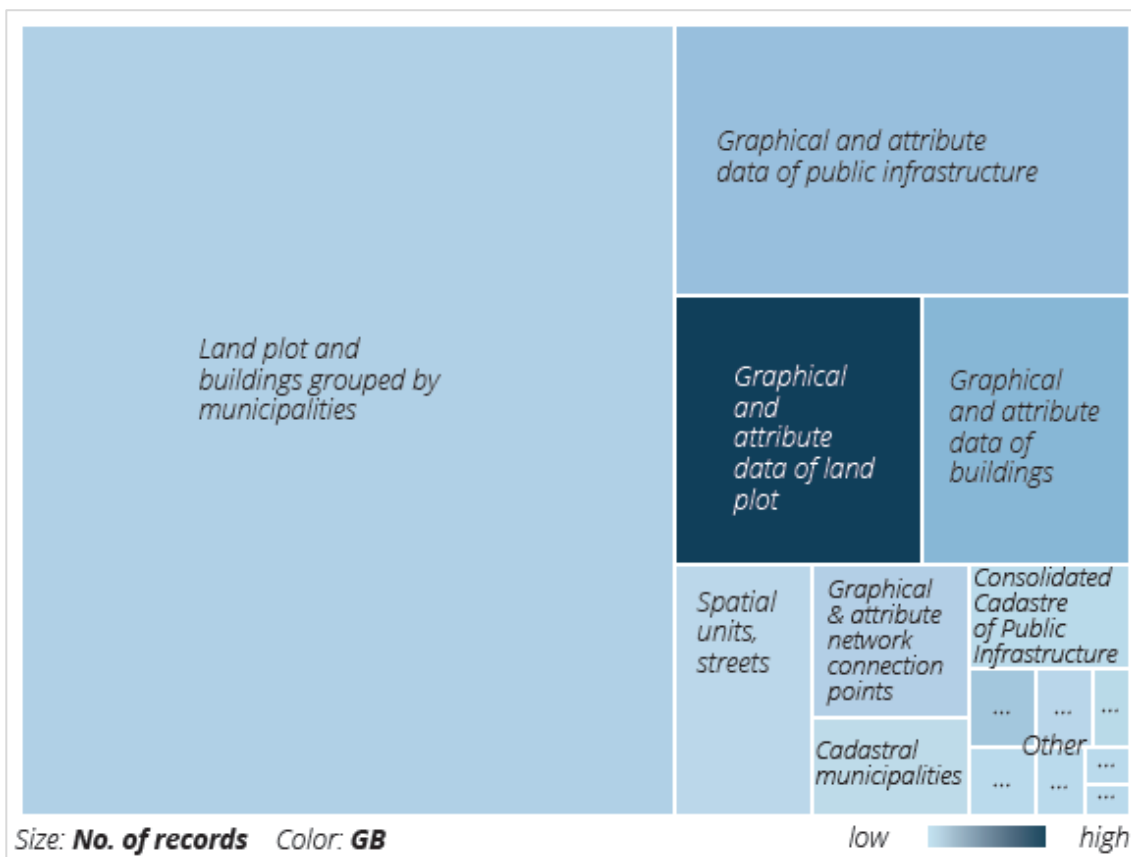 Land plot and
buildings grouped by
municipalities
Graphical and attribute
data of public infrastructure
Graphical
and
attribute
data of land
plot
Graphical
and attribute
data of
buildings
Spatial
units,
streets
Graphical
& attribute
network
connection
points
Cadastral
municipalities
Consolidated
Cadastre
of Public
Infrastructure
...
...
...
Other
...
...
...
...
Size: No. of records Color: GB
low high